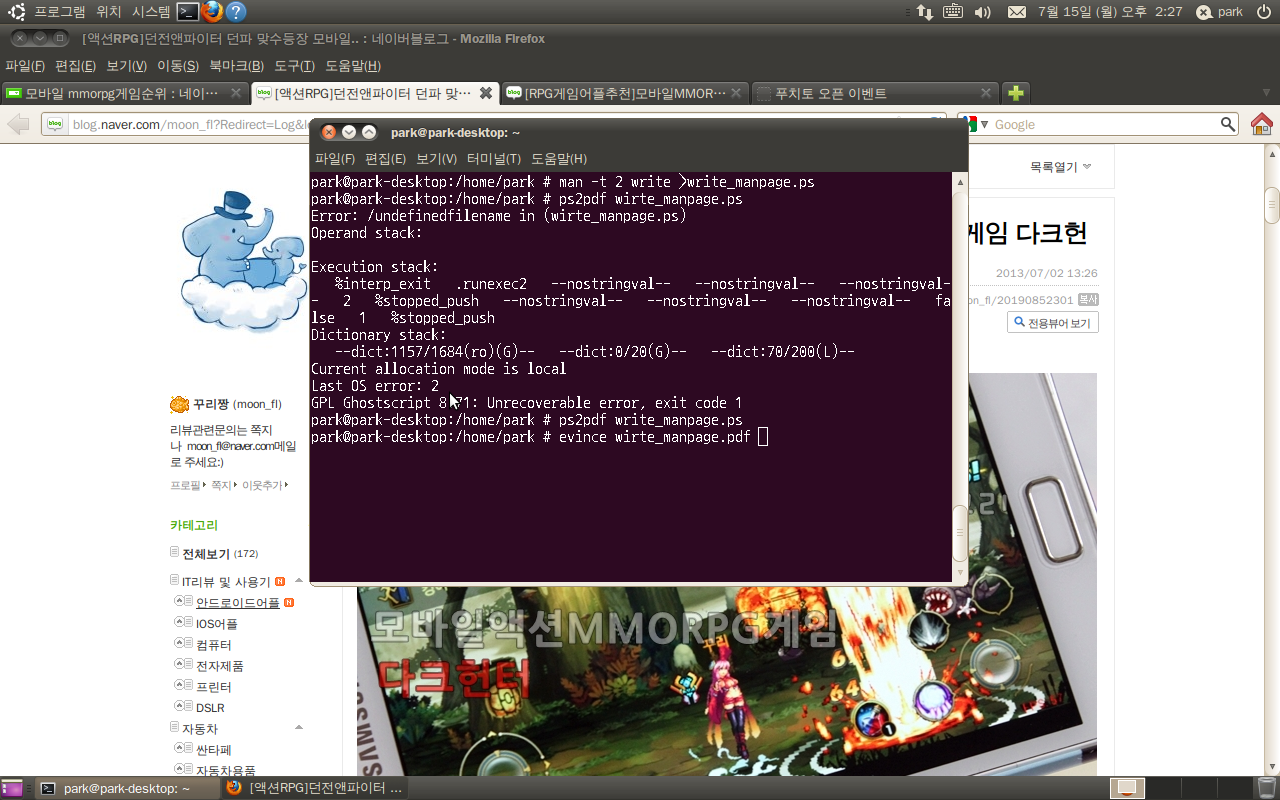 프로그램 위치 시스템
7월 15일 (월) 오후 2:27 park
[액션RPG]던전앤파이터 던파 맞수등장 모바일.. : 네이버블로그 - Mozilla Firefox
파일(F) 편집(E) 보기(V) 이동(S) 북마크(B) 도구(T) 도움말(H)
모바일 mmorpg게임순위 : 네이…
[액션RPG]던전앤파이터 던파 맞…
[RPG게임어플추천]모바일MMOR…
푸치토 오픈 이벤트
blog.naver.com/moon_fl?Redirect=Log&l
Google
park@park-desktop: ~
파일(F) 편집(E) 보기(V) 터미널(T) 도움말(H)
park@park-desktop:/home/park # man -t 2 write >write_manpage.ps
park@park-desktop:/home/park # ps2pdf wirte_manpage.ps
Error: /undefinedfilename in (wirte_manpage.ps)
Operand stack:
Execution stack:
%interp_exit .runexec2 --nostringval-- --nostringval-- --nostringval-
- 2 %stopped_push --nostringval-- --nostringval-- --nostringval-- fa
lse 1 %stopped_push
Dictionary stack:
--dict:1157/1684(ro)(G)-- --dict:0/20(G)-- --dict:70/200(L)--
Current allocation mode is local
Last OS error: 2
GPL Ghostscript 8.71: Unrecoverable error, exit code 1
park@park-desktop:/home/park # ps2pdf write_manpage.ps
park@park-desktop:/home/park # evince wirte_manpage.pdf
목록열기
게임 다크헌
2013/07/02 13:26
on_fl/20190852301 복사
전용뷰어 보기
꾸리짱 (moon_fl)
리뷰관련문의는 쪽지
나 moon_fl@naver.com메일
로 주세요:)
프로필 쪽지 이웃추가
카테고리
전체보기 (172)
IT리뷰 및 사용기 N
안드로이드어플 N
IOS어플
컴퓨터
전자제품
프린터
DSLR
자동차
싼타페
자동차용품
모바일액션MMORPG게임
다크헌터
64
1
SAMSU
park@park-desktop: ~
[액션RPG]던전앤파이터 …